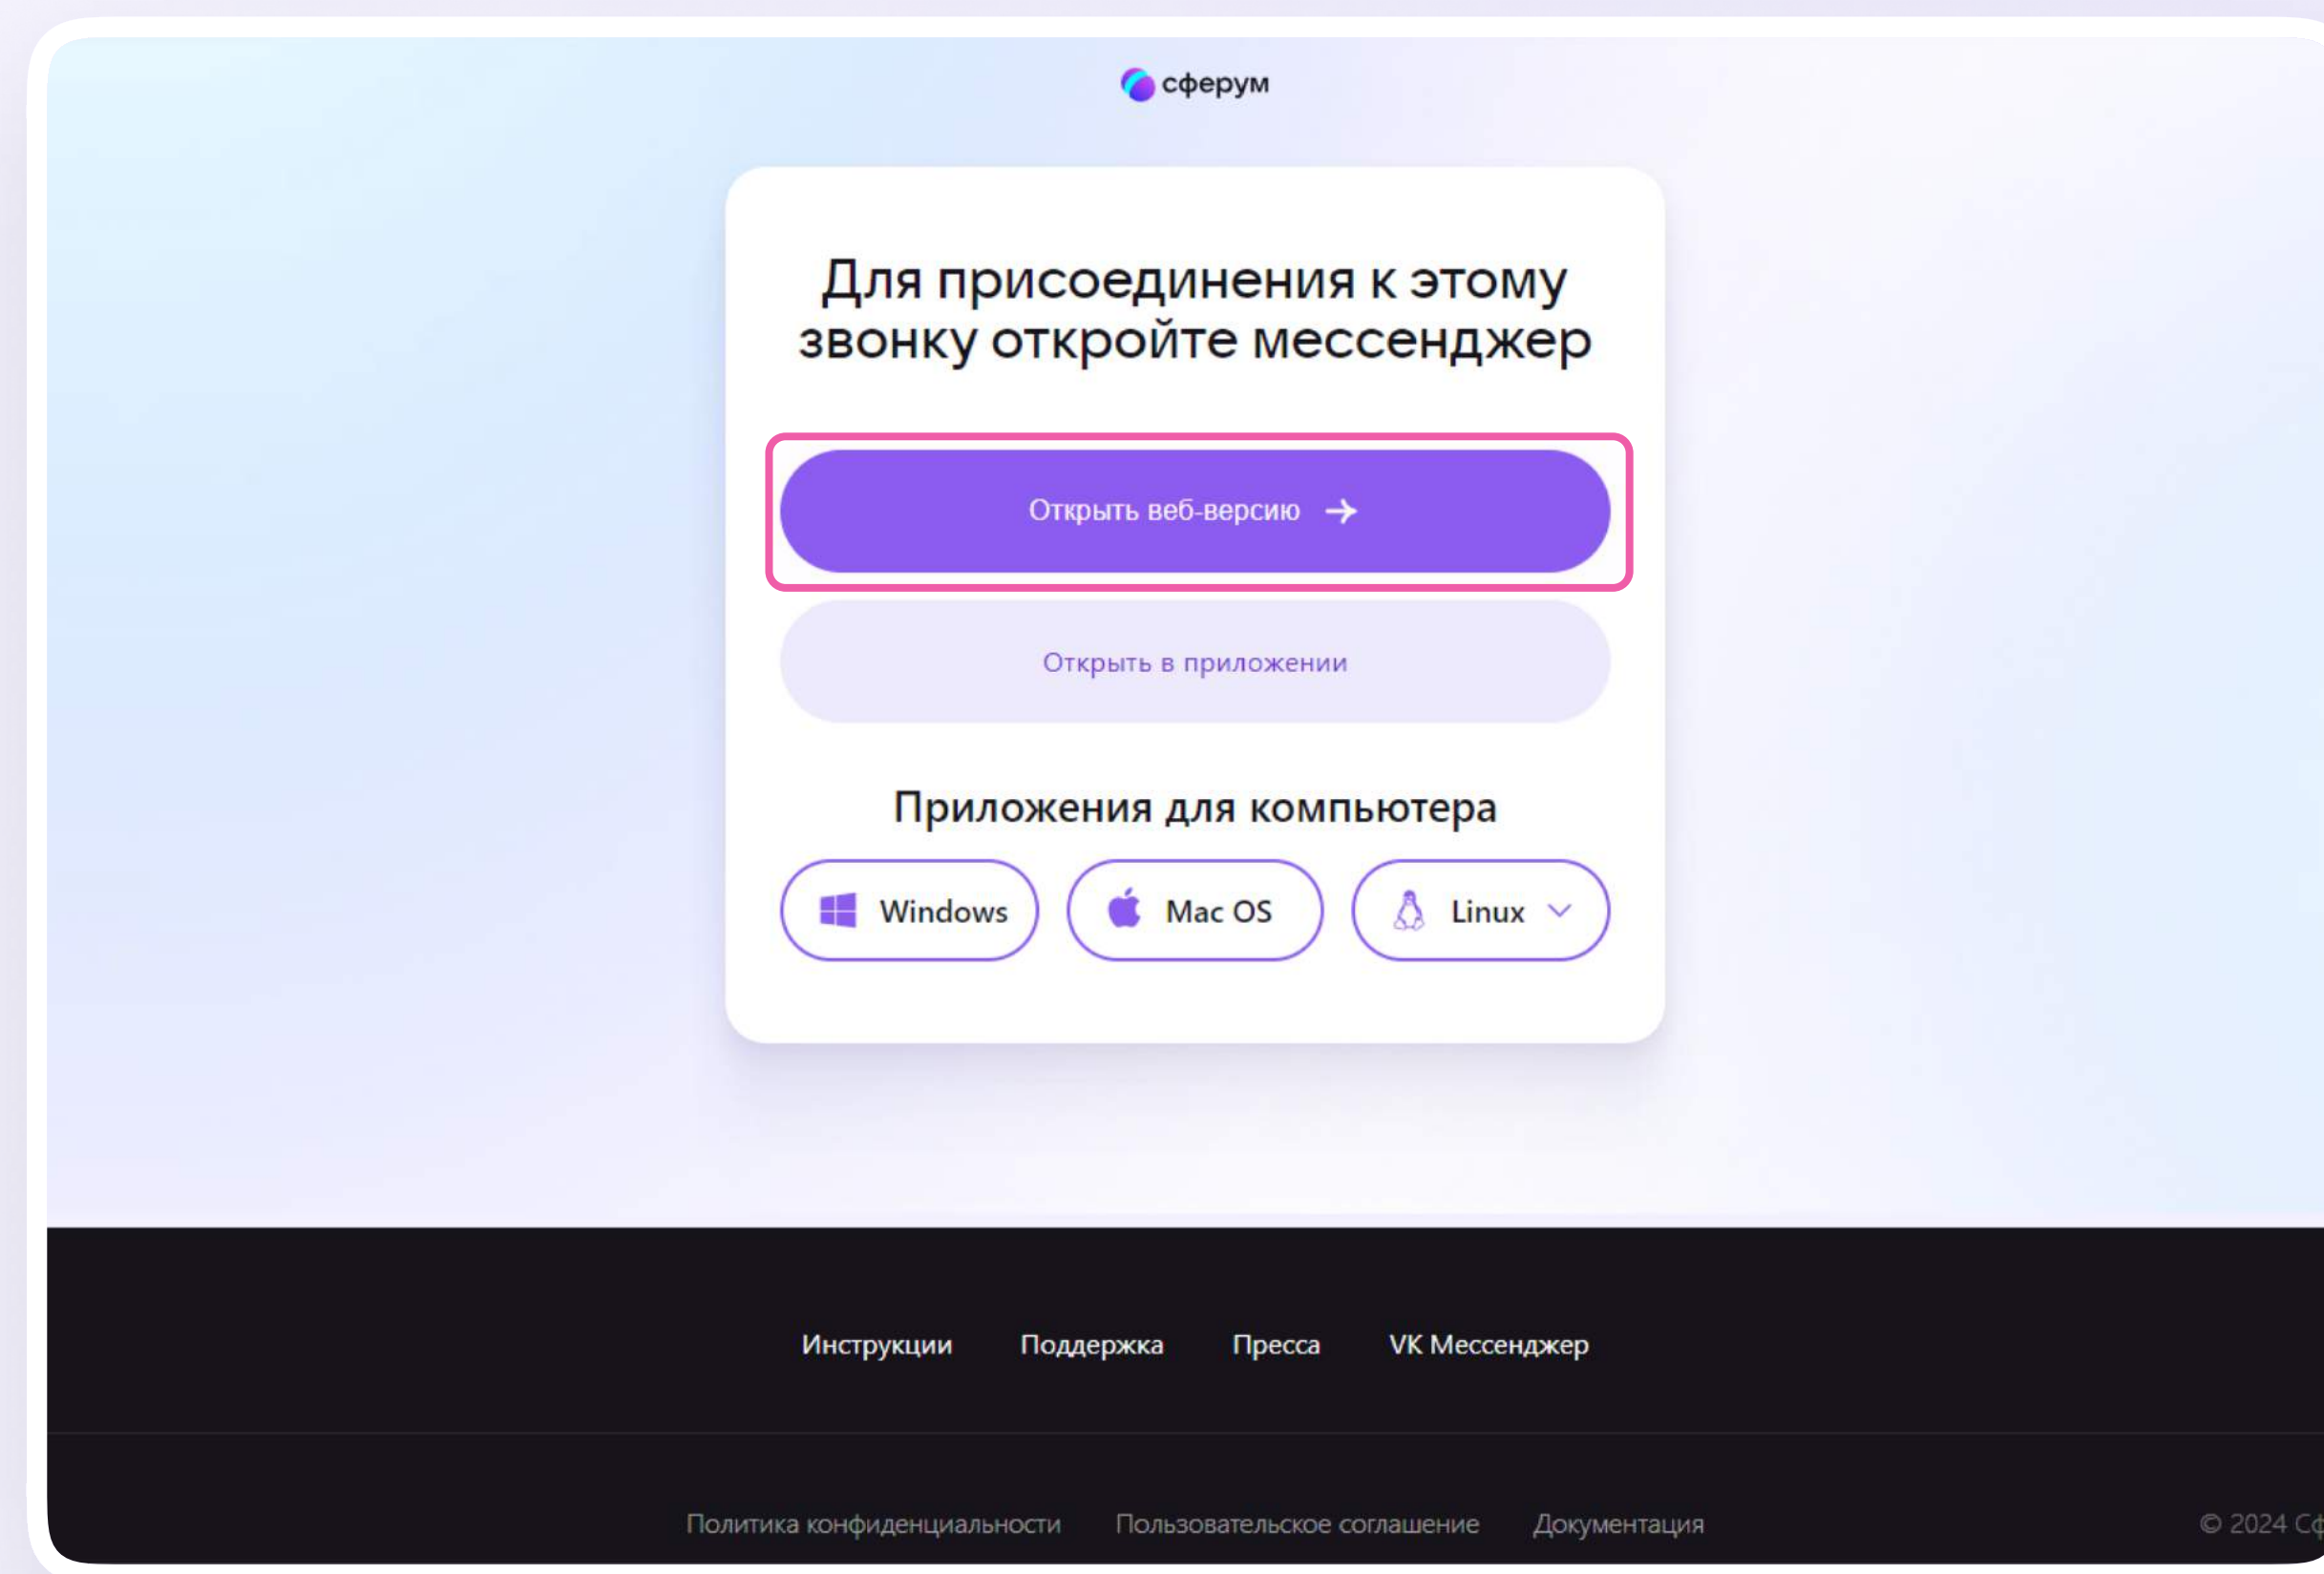 сферум
Для присоединения к этому
звонку откройте мессенджер
Открыть веб-версию →
Открыть в приложении
Приложения для компьютера
Windows
Mac OS
Linux
Инструкции Поддержка Пресса VK Мессенджер
Политика конфиденциальности Пользовательское соглашение Документация © 2024